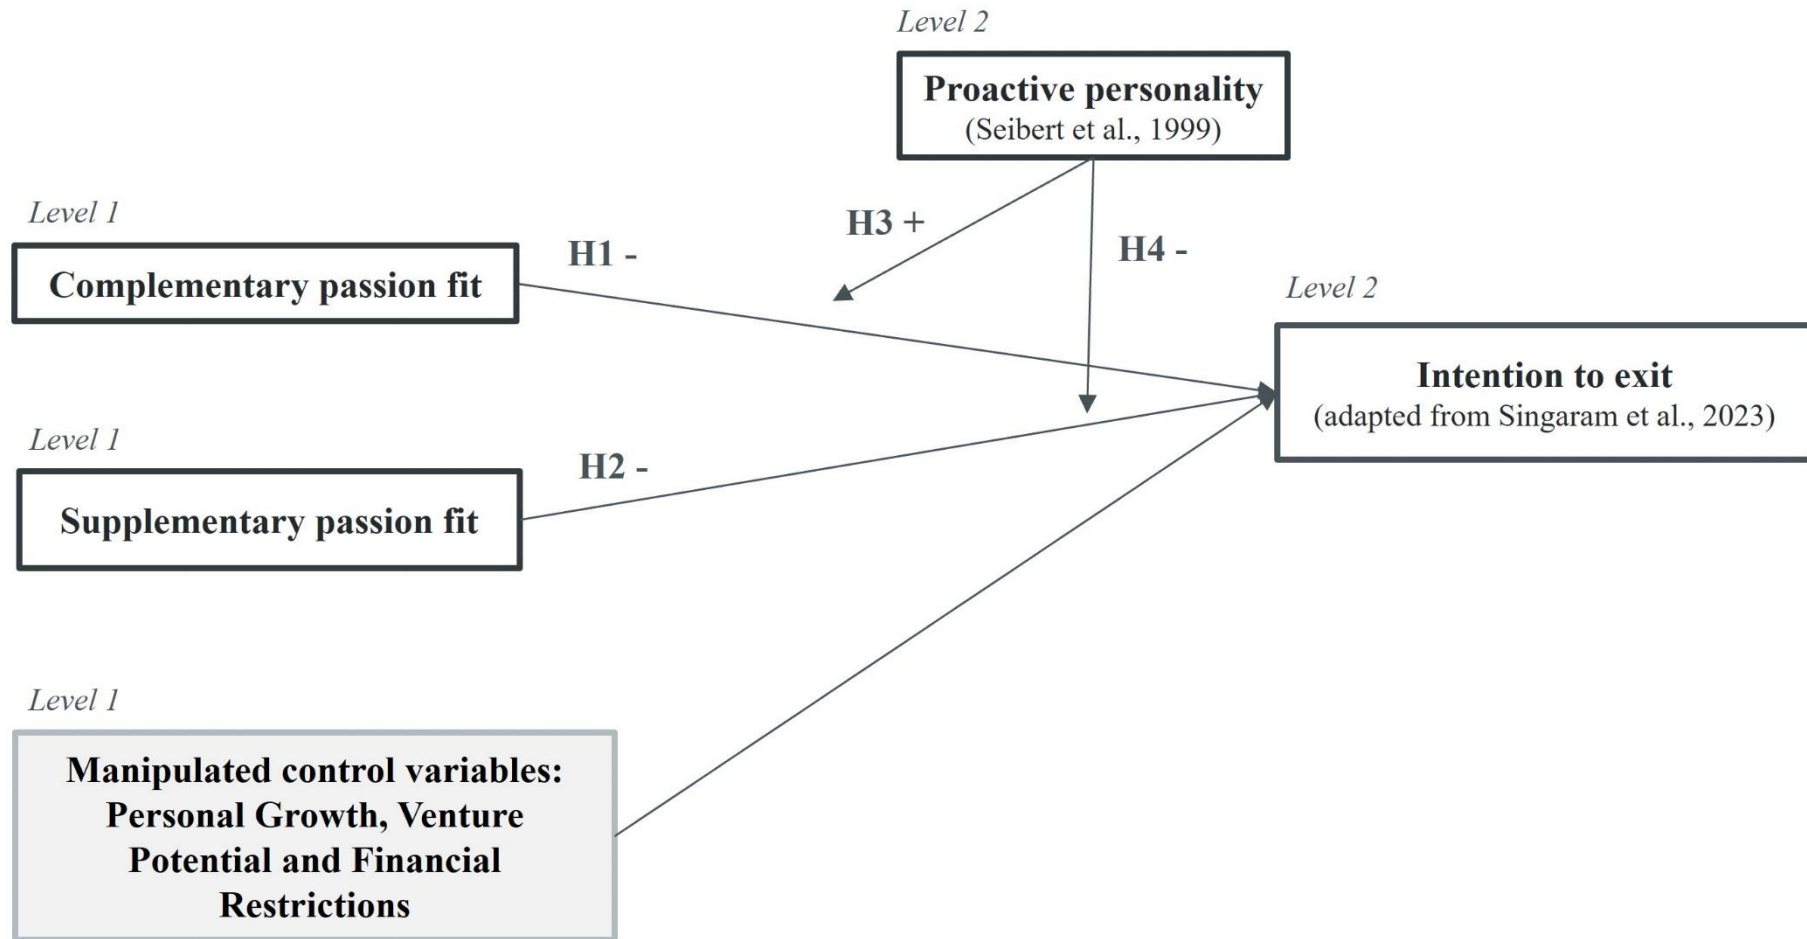 Level 2
Proactive personality
(Seibert et al., 1999)
Level 1
H3 +
H1 -
H4 -
Complementary passion fit
Level 2
Intention to exit
(adapted from Singaram et al., 2023)
Level 1
H2 -
Supplementary passion fit
Level 1
Manipulated control variables:
Personal Growth, Venture
Potential and Financial
Restrictions